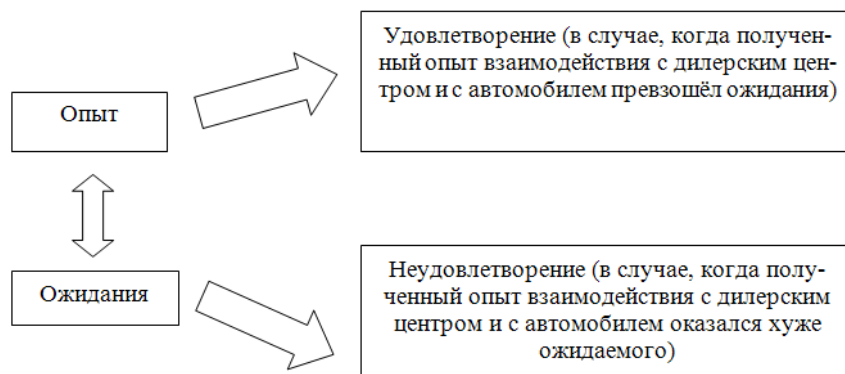 Опыт
Удовлетворение (в случае, когда получен-
ный опыт взаимодействия с дилерским цен-
тром и с автомобилем превзошёл ожидания)
Ожидания
Неудовлетворение (в случае, когда полу-
ченный опыт взаимодействия с дилерским
центром и с автомобилем оказался хуже
ожидаемого)